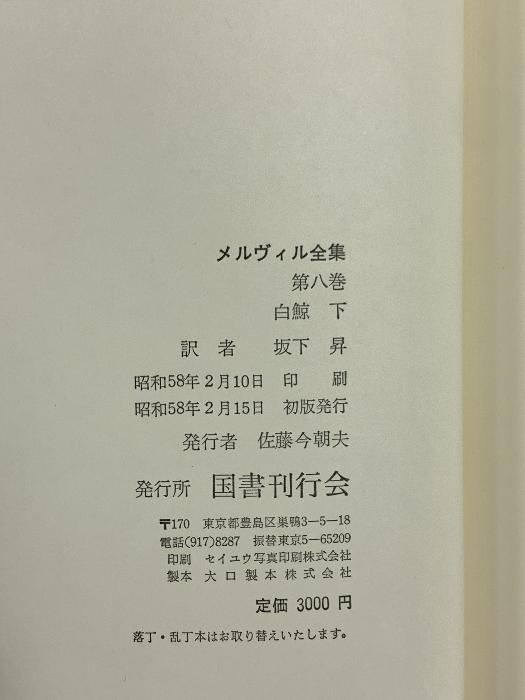 メルヴィル全集
第八巻
白鯨 下
訳者 坂下昇
昭和58年2月10日 印刷
昭和58年2月15日 初版発行
発行者 佐藤今朝夫
発行所 国書刊行会
〒170 東京都豊島区巣鴨3-5-18
電話(917)8287 振替東京5-65209
印刷 セイユウ写真印刷株式会社
製本 大口製本株式会社
定価 3000 円
落丁・乱丁本はお取り替えいたします。